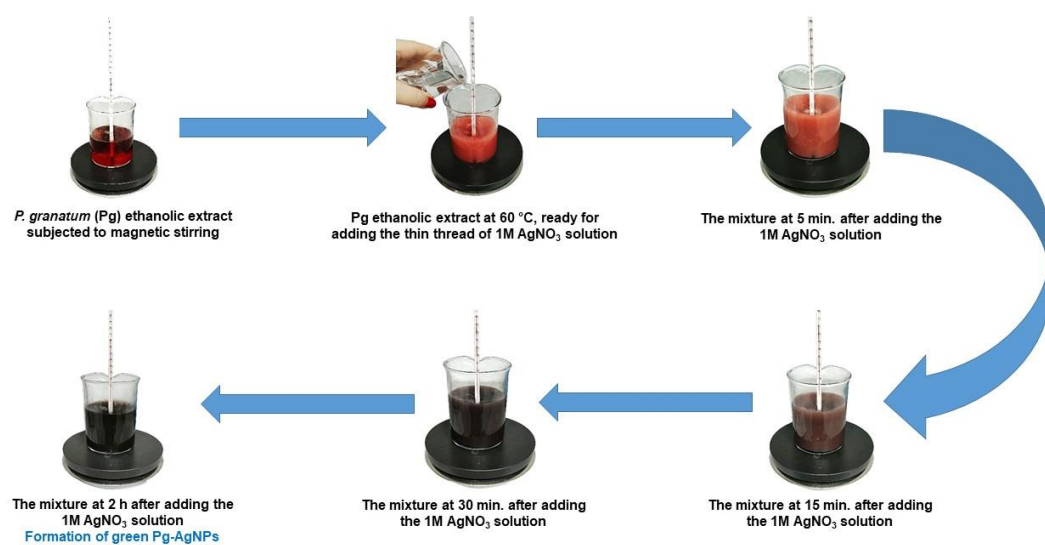 P. granatum (Pg) ethanolic extract
subjected to magnetic stirring
Pg ethanolic extract at 60 °C, ready for
adding the thin thread of 1M AgNO₃ solution
The mixture at 5 min. after adding the
1M AgNO₃ solution
The mixture at 15 min. after adding
the 1M AgNO₃ solution
The mixture at 30 min. after adding
the 1M AgNO₃ solution
The mixture at 2 h after adding the
1M AgNO₃ solution
Formation of green Pg-AgNPs